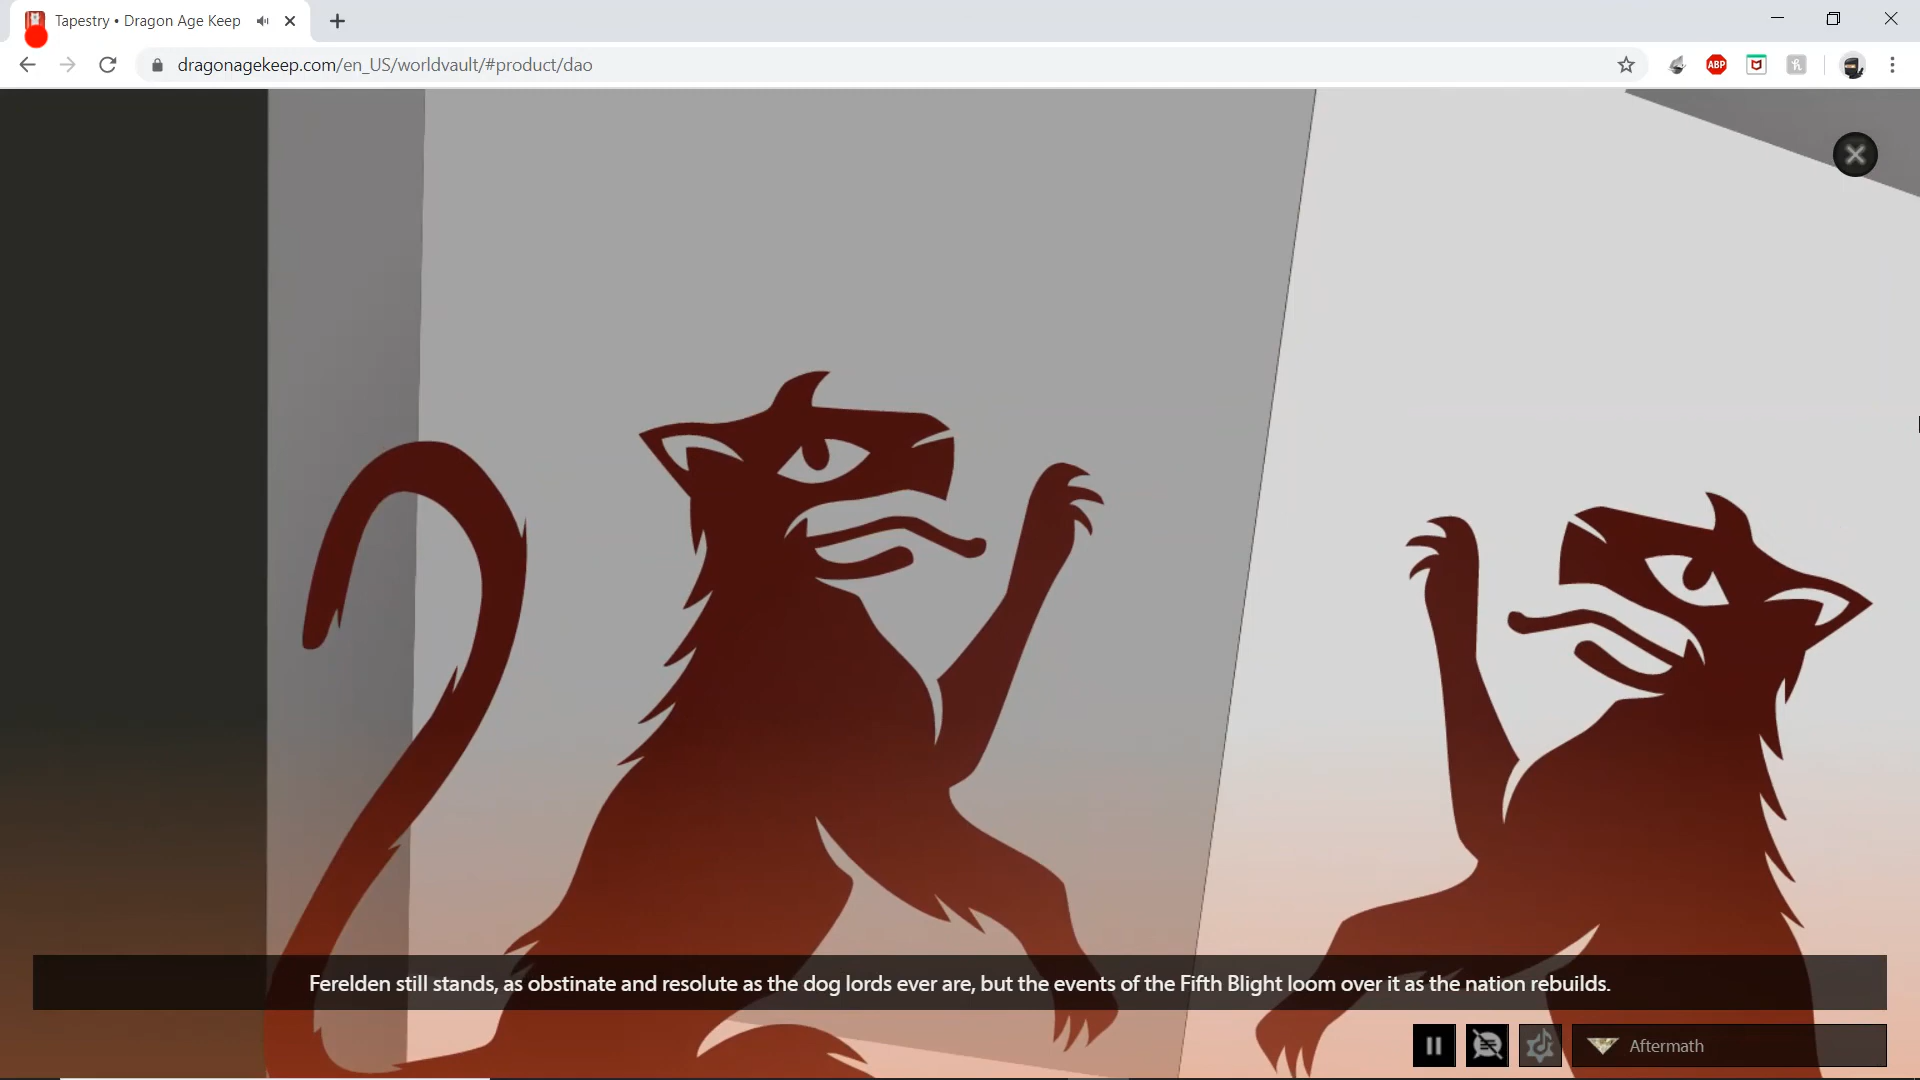 Tapestry • Dragon Age Keep
dragonagekeep.com/en_US/worldvault/#product/dao
ABP
h
Ferelden still stands, as obstinate and resolute as the dog lords ever are, but the events of the Fifth Blight loom over it as the nation rebuilds.
Aftermath